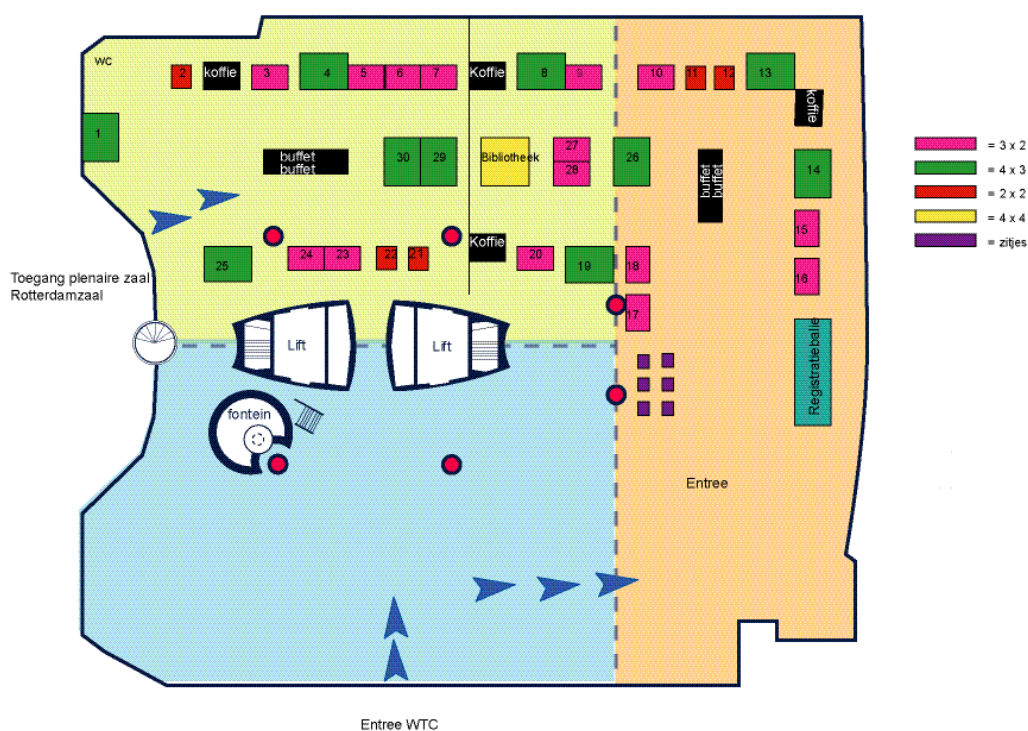 wc
2
koffie
3
4
5
6
7
Koffie
8
9
10
11
12
13
koffie
= 3 x 2
= 4 x 3
= 2 x 2
= 4 x 4
= zitjes
1
buffet
buffet
30
29
Bibliotheek
27
28
26
buffet
buffet
14
15
16
25
24
23
22
21
Koffie
20
19
18
17
Toegang plenaire zaal
Rotterdamzaal
Lift
Lift
Registratiebalie
fontein
Entree
Entree WTC